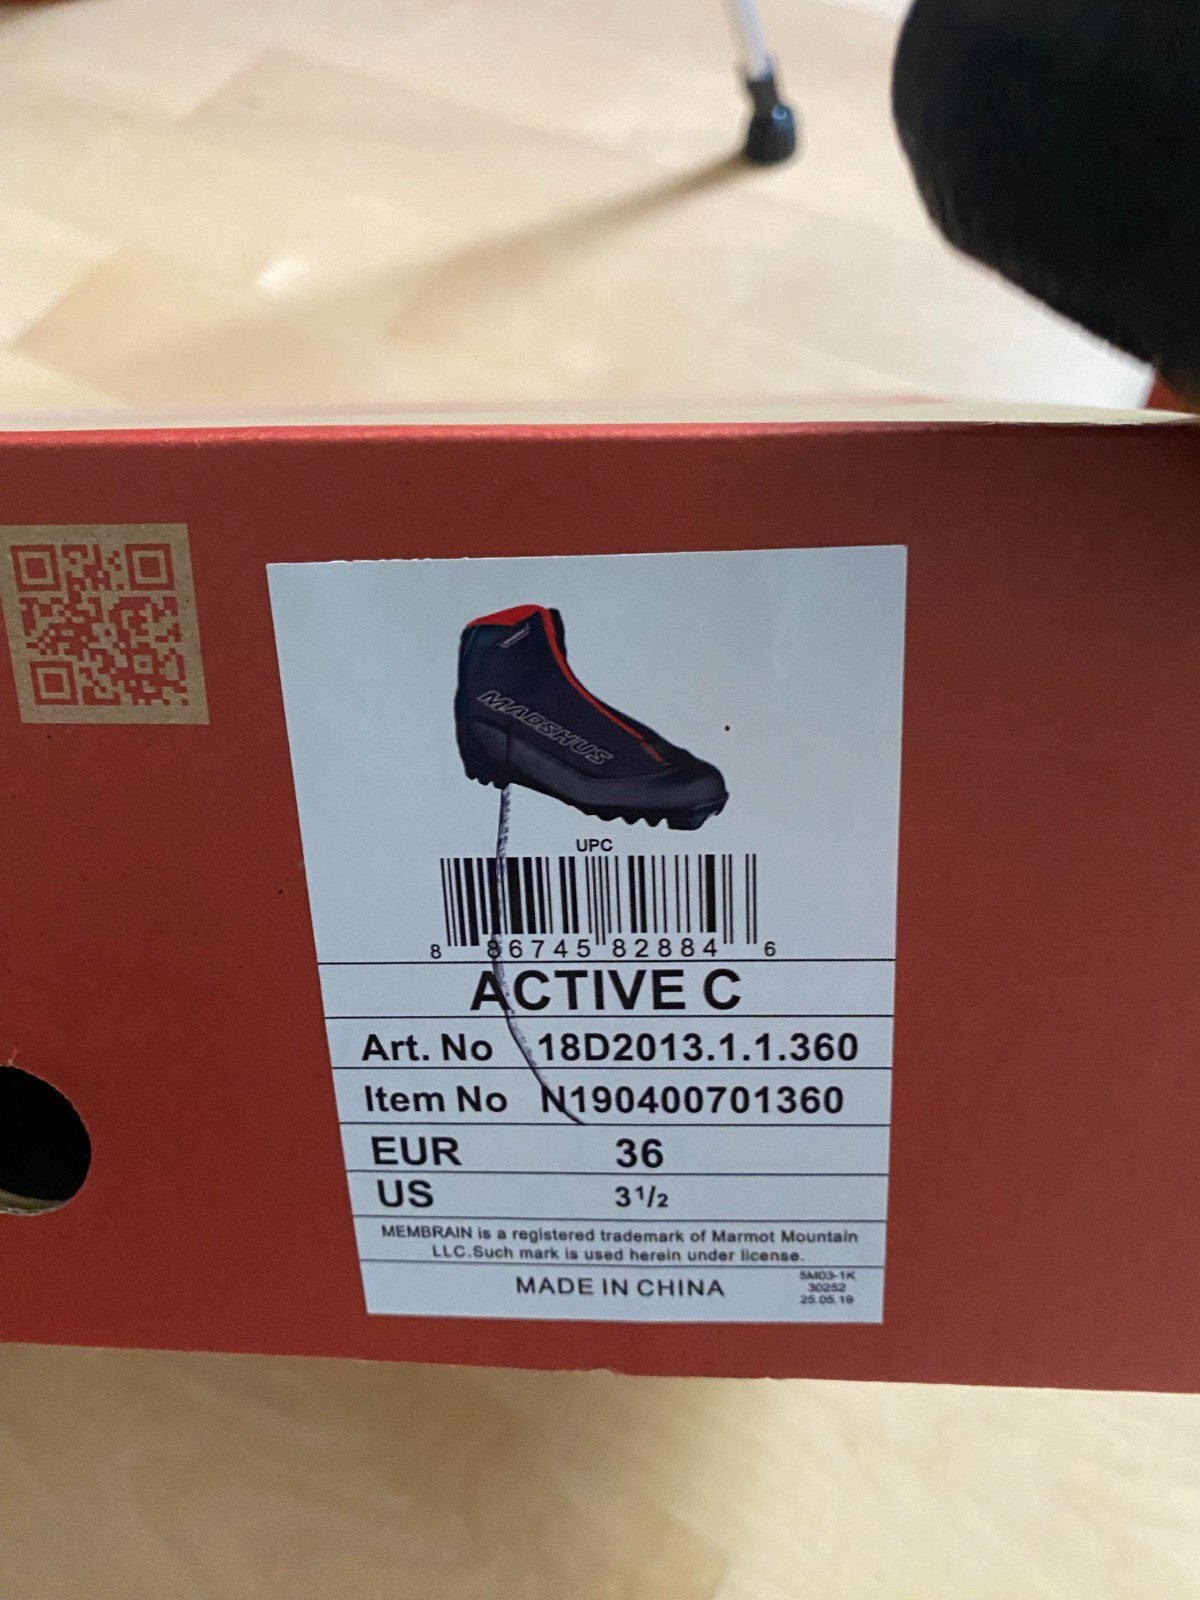 MADSHUS
UPC
8 86745 82884 6
ACTIVE C
Art. No 18D2013.1.1.360
Item No N190400701360
EUR 36
US 3½
MEMBRAIN is a registered trademark of Marmot Mountain
LLC.Such mark is used herein under license.
MADE IN CHINA
5M03-1K
30252
25.05.19